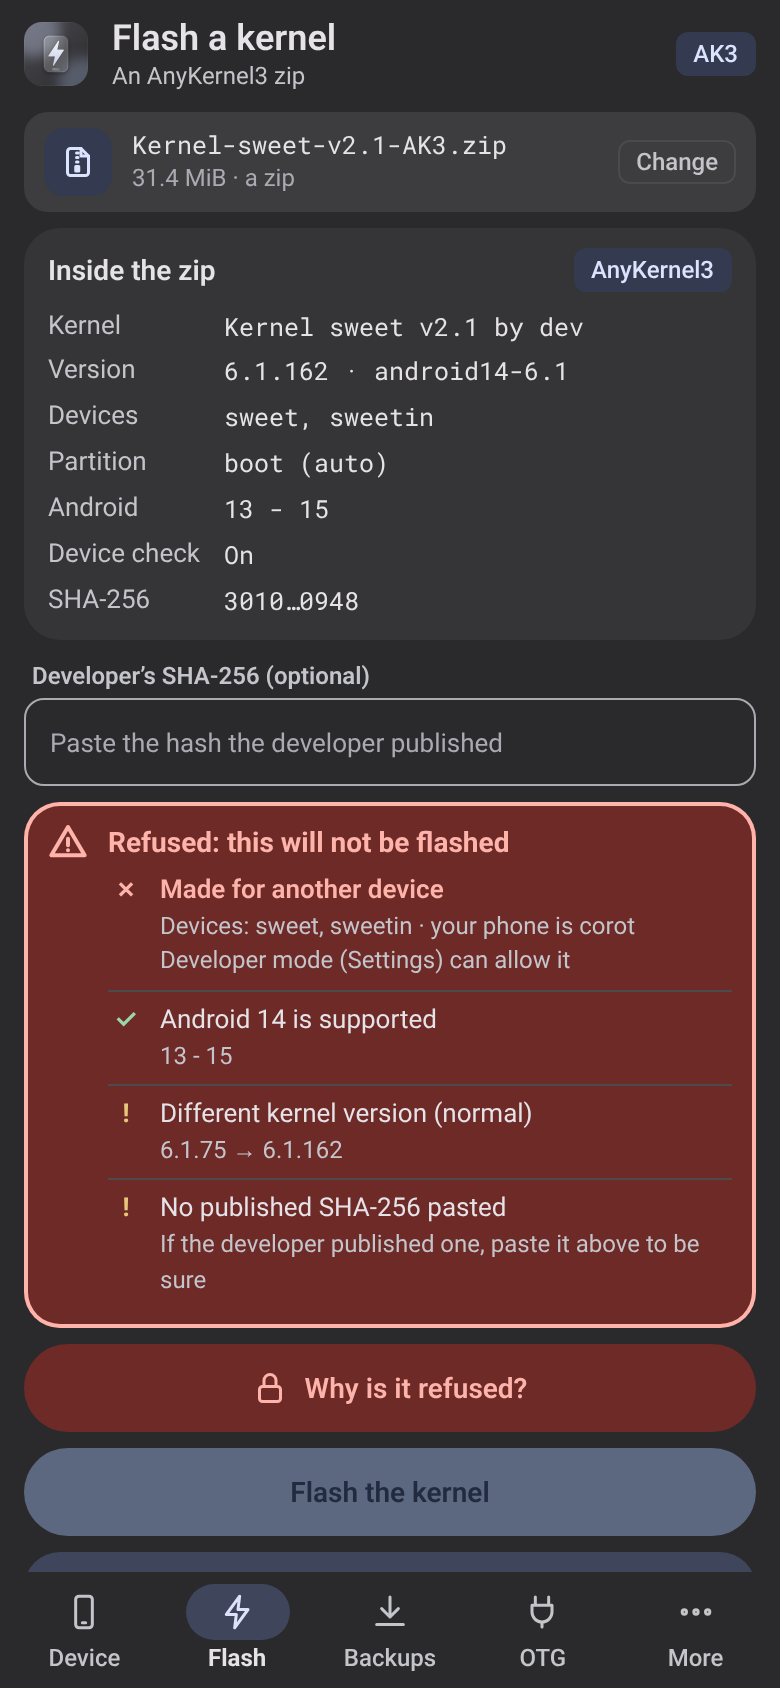 Flash a kernel
An AnyKernel3 zip
AK3
Kernel-sweet-v2.1-AK3.zip
31.4 MiB · a zip
Change
Inside the zip
AnyKernel3
Kernel Kernel sweet v2.1 by dev
Version 6.1.162 · android14-6.1
Devices sweet, sweetin
Partition boot (auto)
Android 13 - 15
Device check On
SHA-256 3010…0948
Developer’s SHA-256 (optional)
Paste the hash the developer published
Refused: this will not be flashed
Made for another device
Devices: sweet, sweetin · your phone is corot
Developer mode (Settings) can allow it
Android 14 is supported
13 - 15
! Different kernel version (normal)
6.1.75 → 6.1.162
! No published SHA-256 pasted
If the developer published one, paste it above to be
sure
Why is it refused?
Flash the kernel
Device Flash Backups OTG More